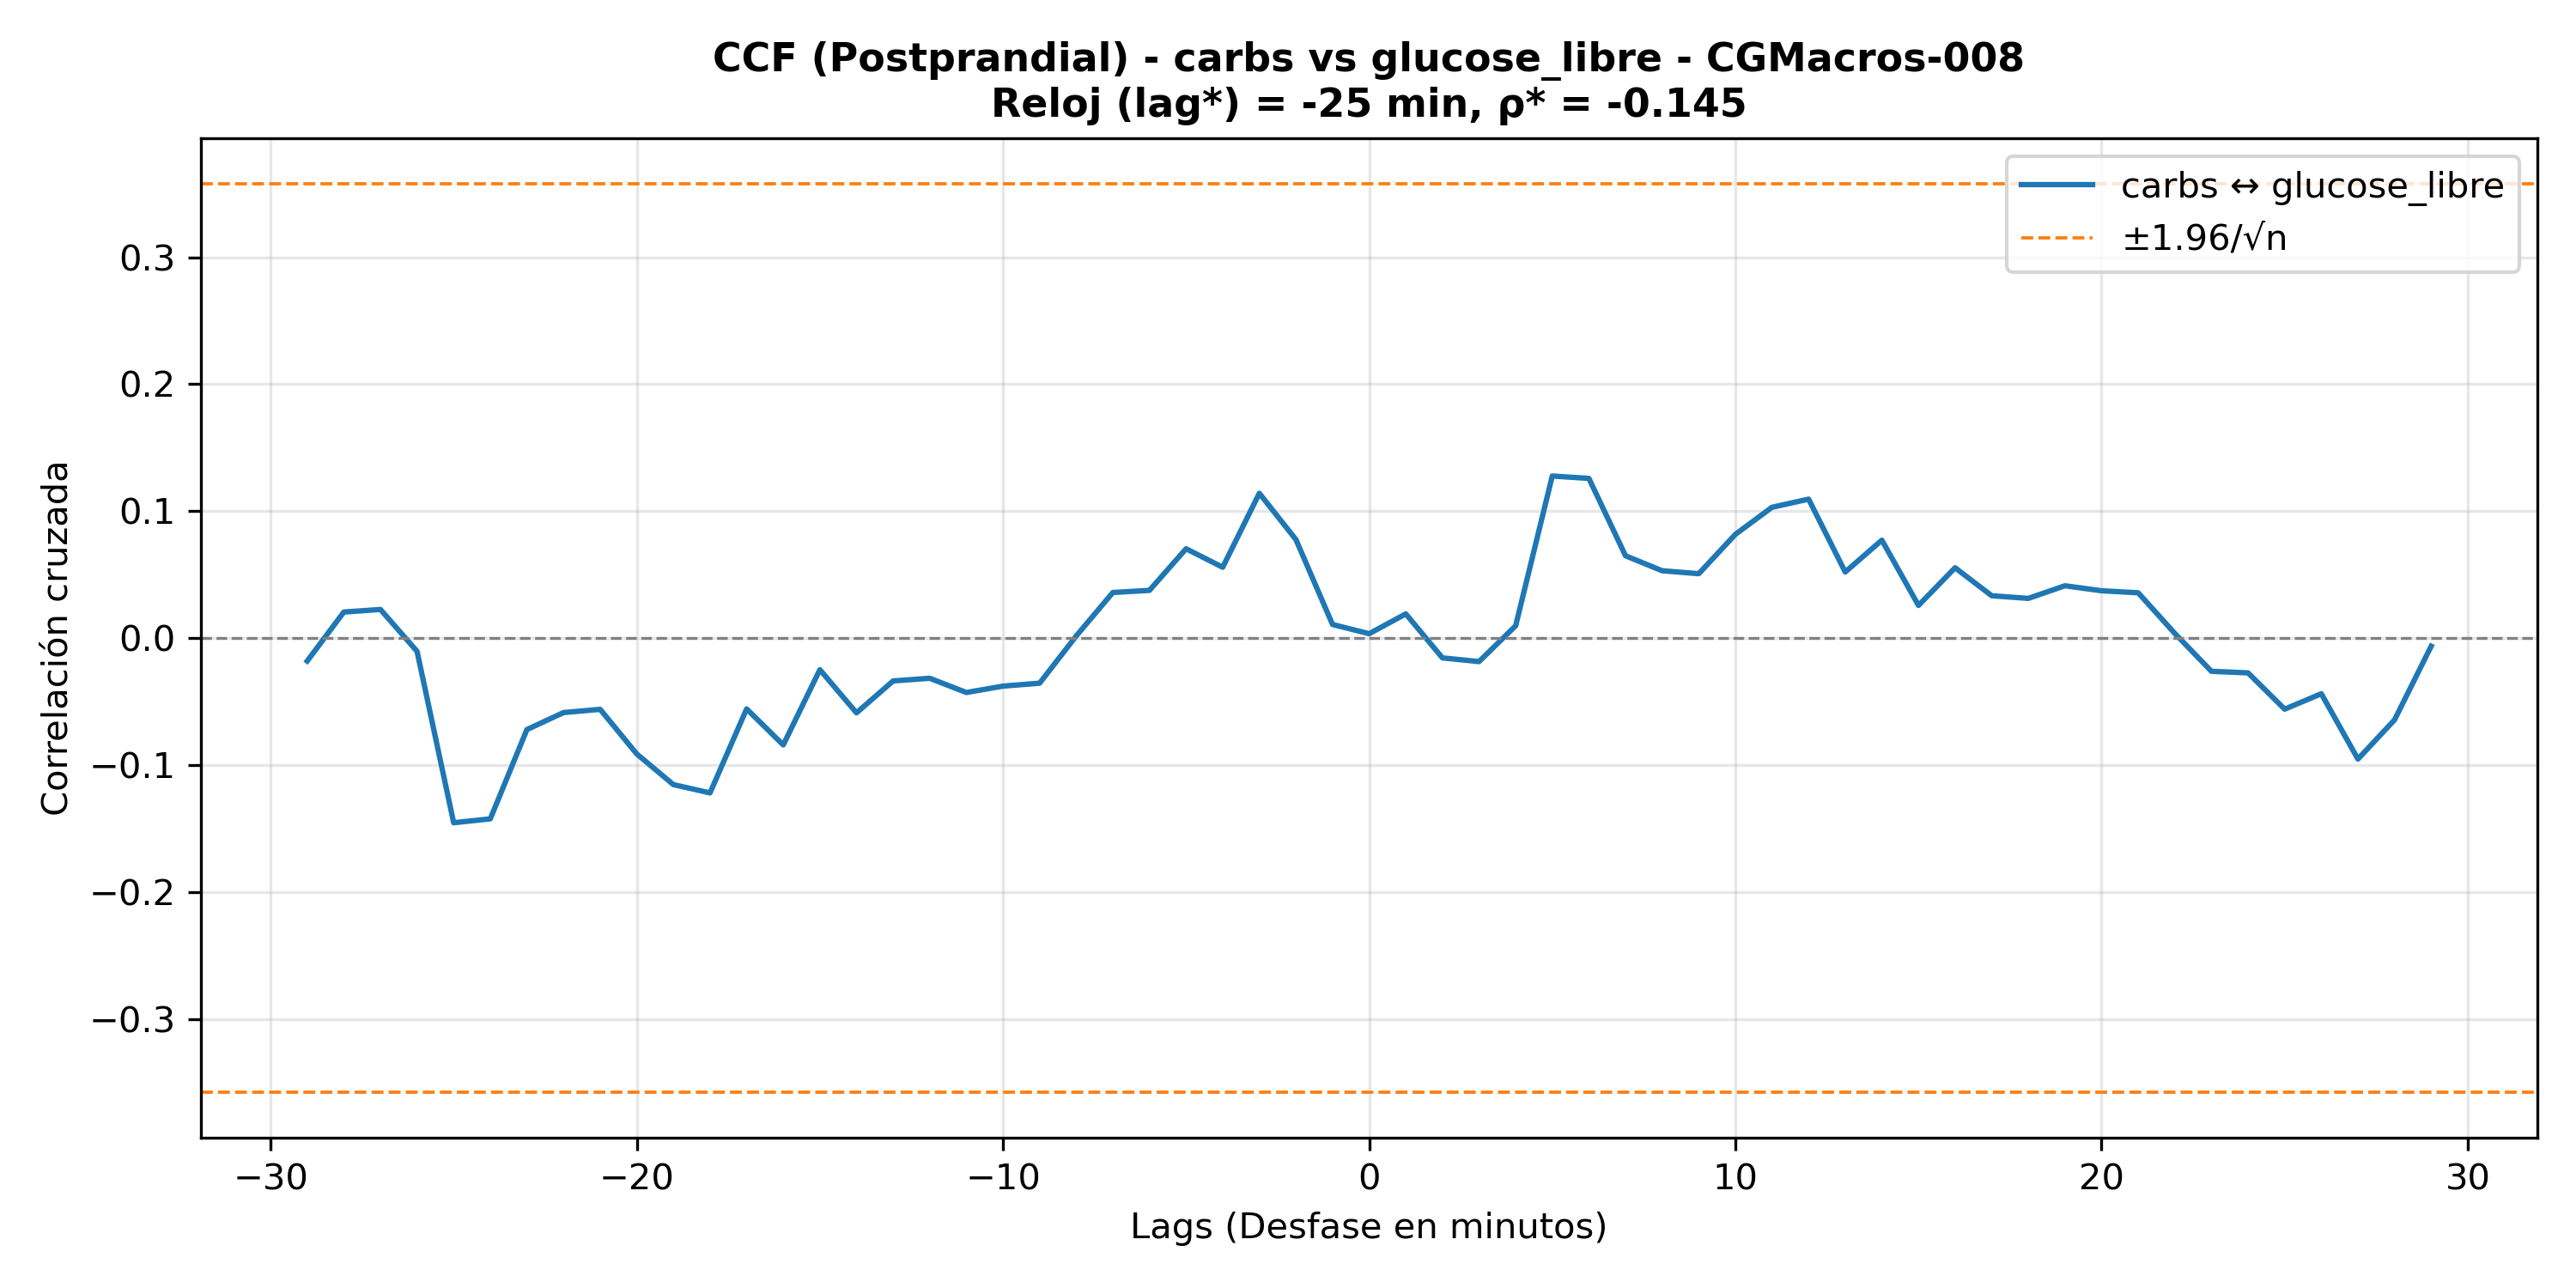 CCF (Postprandial) - carbs vs glucose_libre - CGMacros-008
Reloj (lag*) = -25 min, ρ* = -0.145
carbs ↔ glucose_libre
±1.96/√n
Correlación cruzada
0.3
0.2
0.1
0.0
−0.1
−0.2
−0.3
−30
−20
−10
0
10
20
30
Lags (Desfase en minutos)